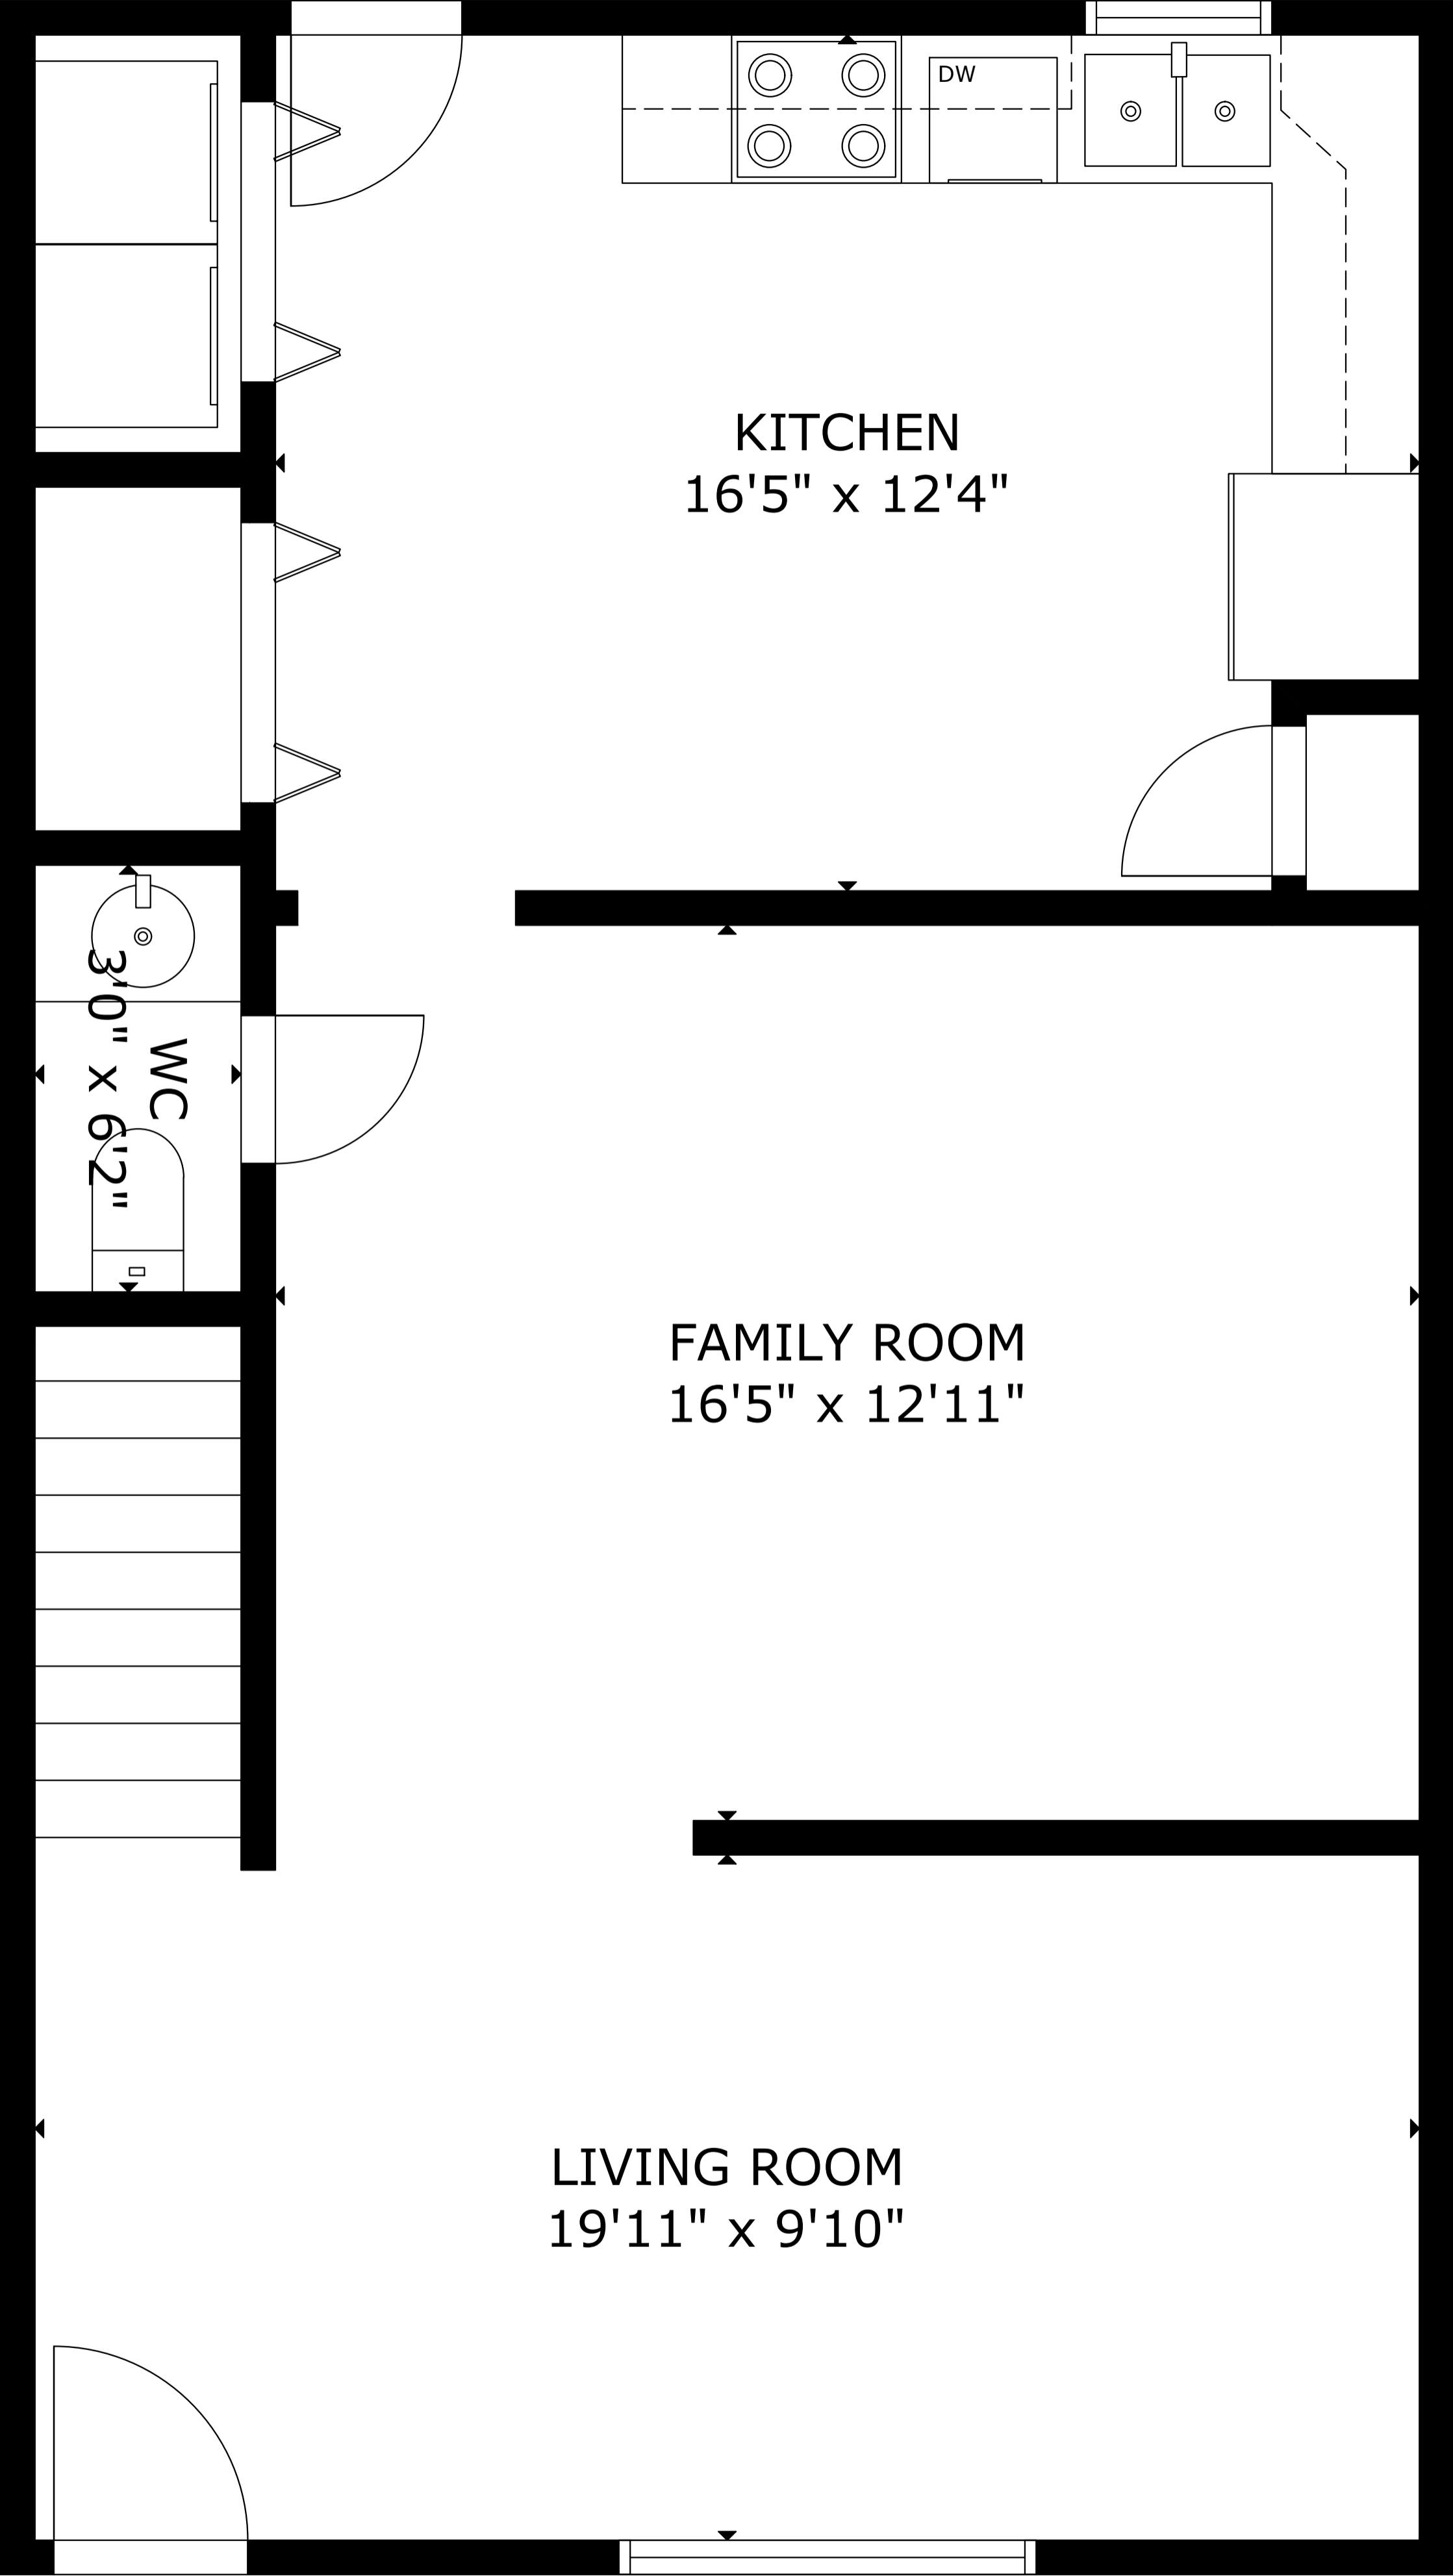 DW
KITCHEN
16'5" x 12'4"
WC
3'0" x 6'2"
FAMILY ROOM
16'5" x 12'11"
LIVING ROOM
19'11" x 9'10"